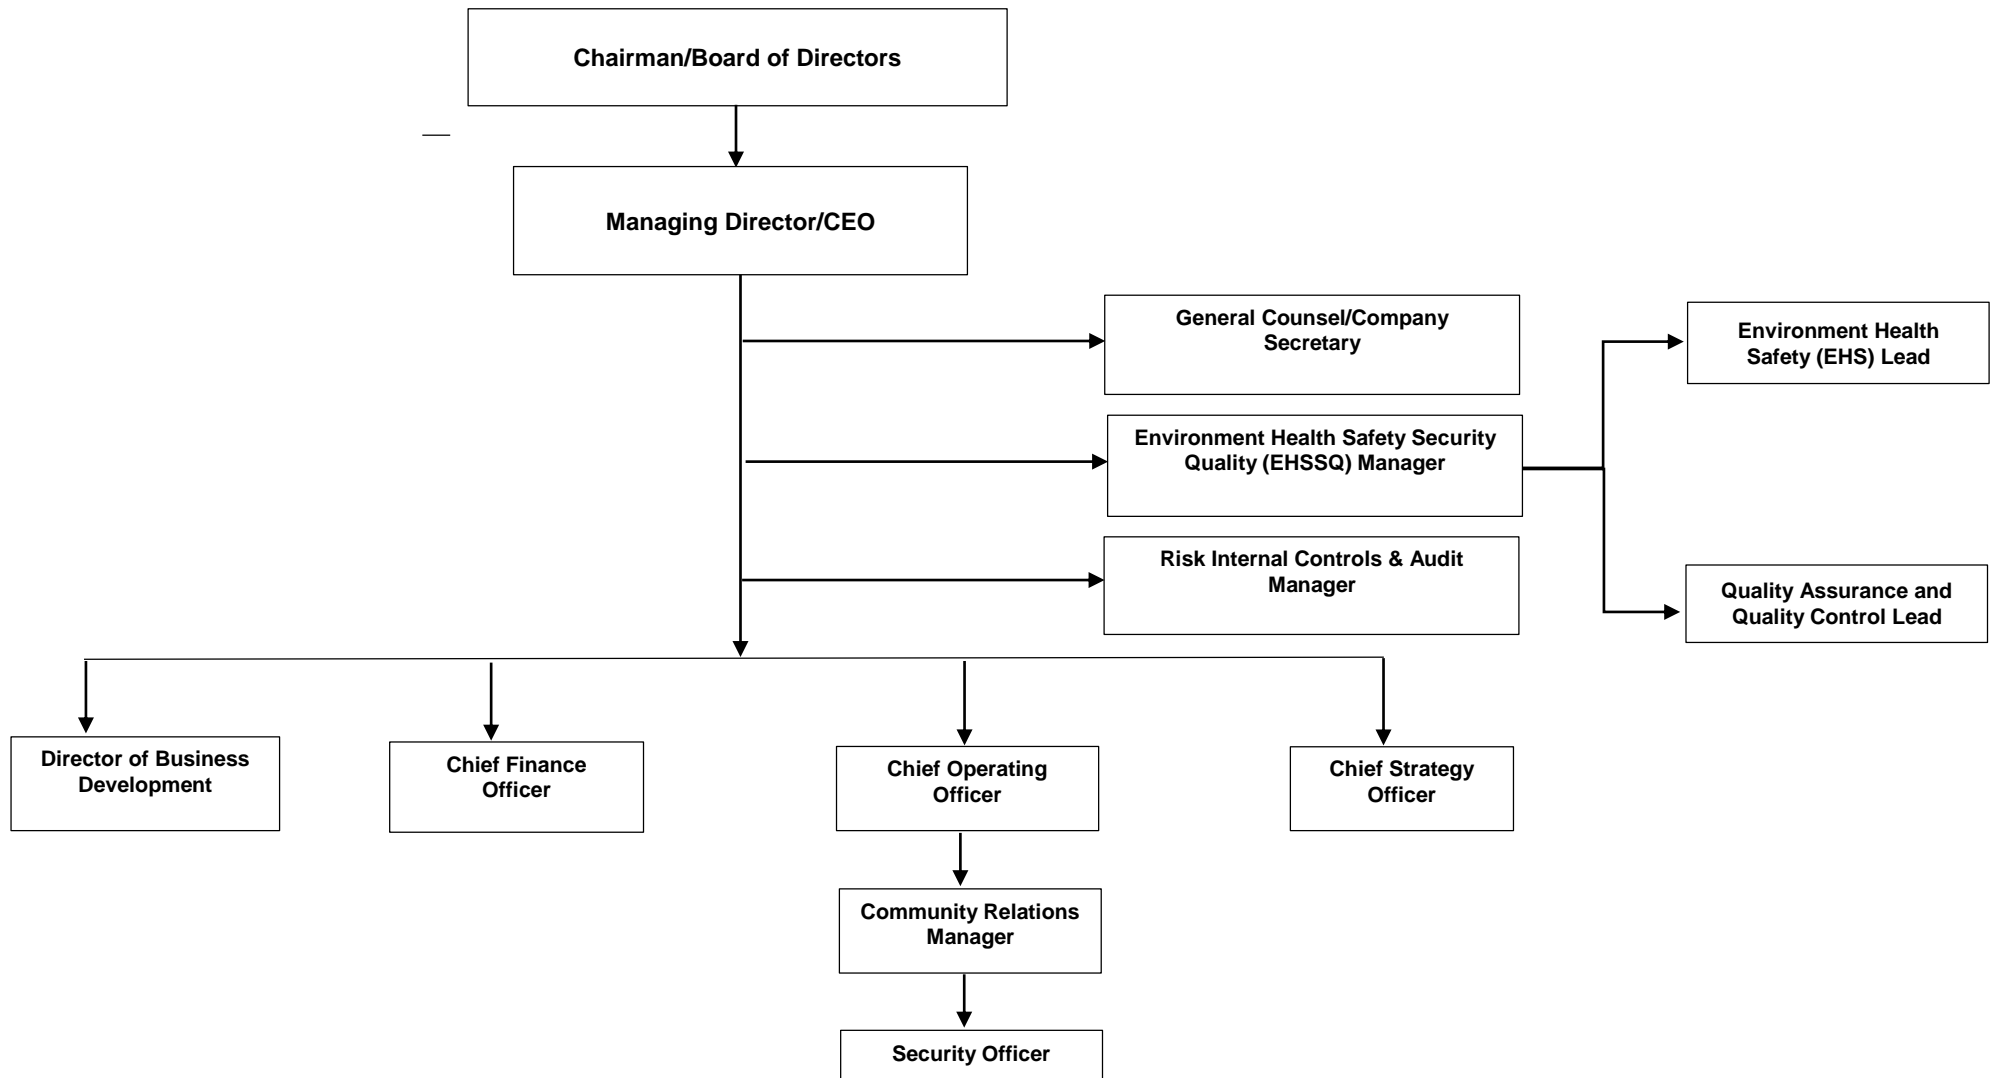 Chairman/Board of Directors
Managing Director/CEO
General Counsel/Company
Secretary
Environment Health
Safety (EHS) Lead
Environment Health Safety Security
Quality (EHSSQ) Manager
Risk Internal Controls & Audit
Manager
Quality Assurance and
Quality Control Lead
Director of Business
Development
Chief Finance
Officer
Chief Operating
Officer
Chief Strategy
Officer
Community Relations
Manager
Security Officer